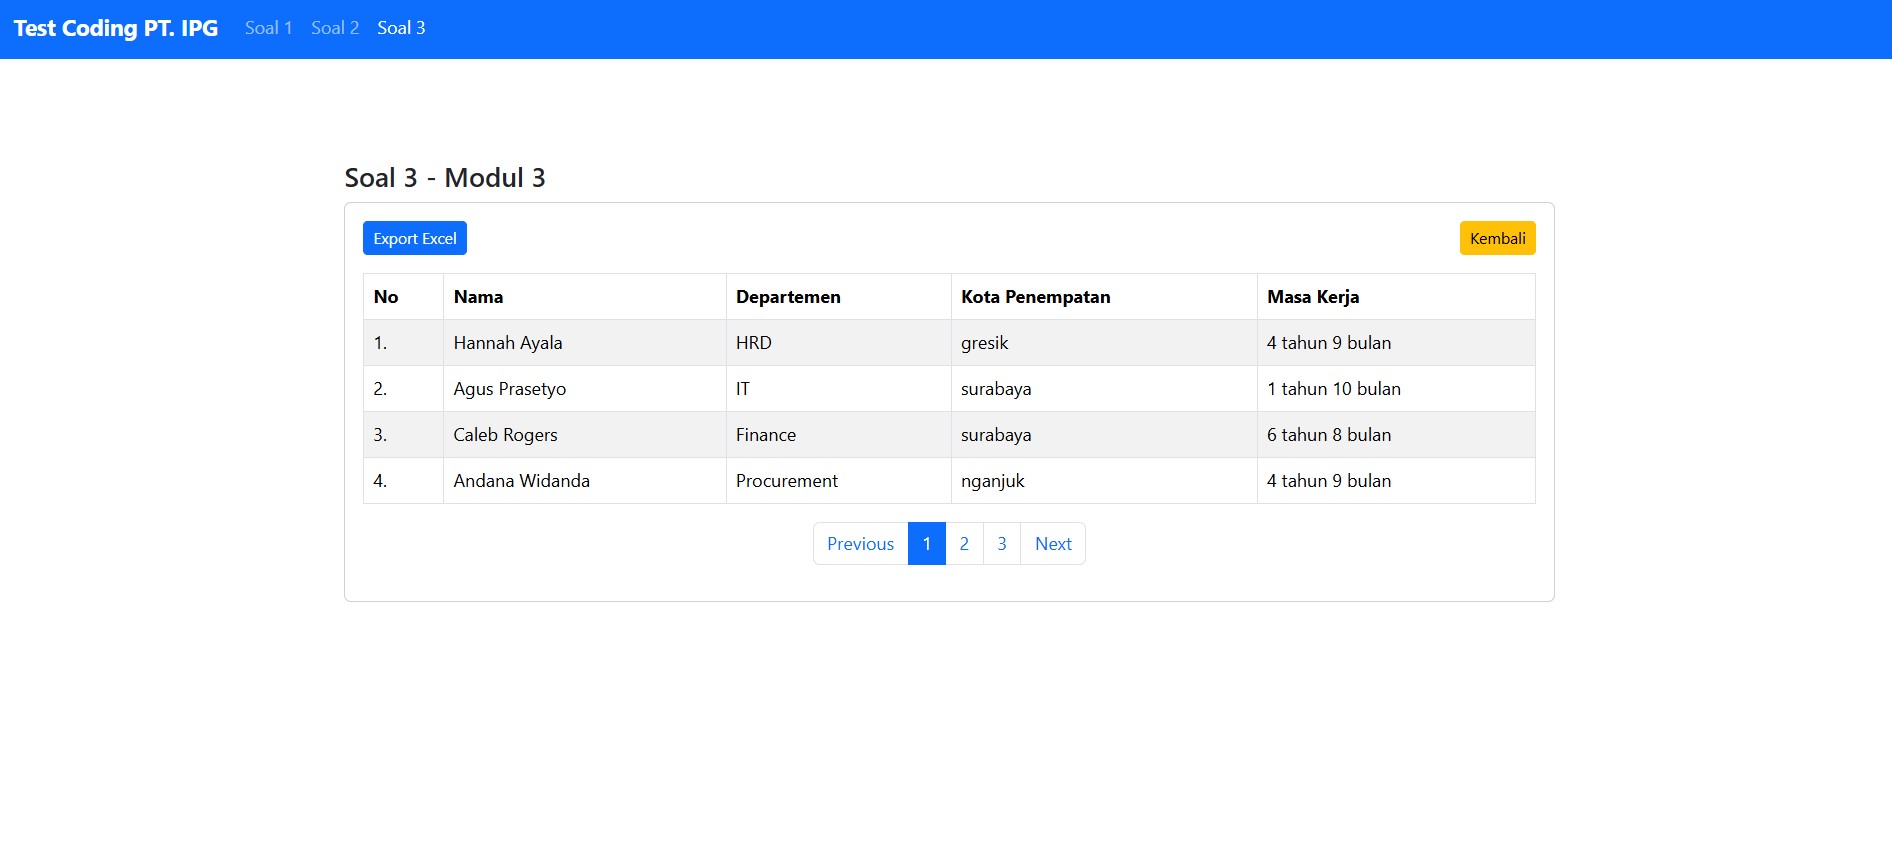 Test Coding PT. IPG Soal 1 Soal 2 Soal 3
Soal 3 - Modul 3
Export Excel Kembali
No Nama Departemen Kota Penempatan Masa Kerja
1. Hannah Ayala HRD gresik 4 tahun 9 bulan
2. Agus Prasetyo IT surabaya 1 tahun 10 bulan
3. Caleb Rogers Finance surabaya 6 tahun 8 bulan
4. Andana Widanda Procurement nganjuk 4 tahun 9 bulan
Previous 1 2 3 Next